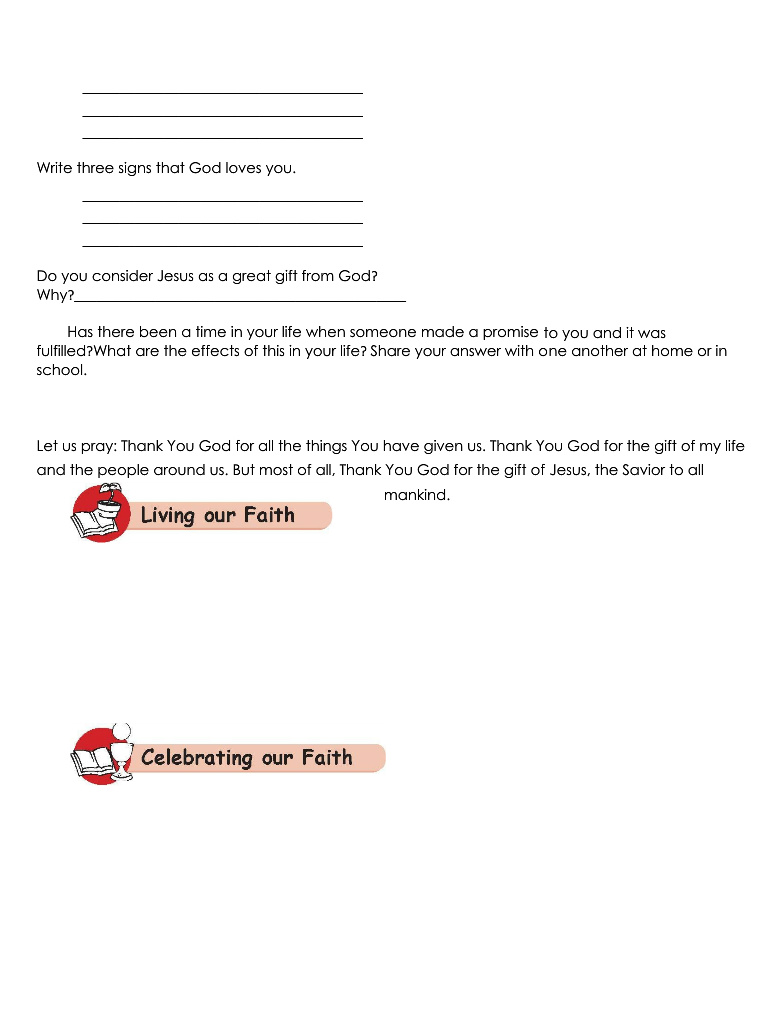 Write three signs that God loves you.
Do you consider Jesus as a great gift from God?
Why?
Has there been a time in your life when someone made a promise to you and it was
fulfilled?What are the effects of this in your life? Share your answer with one another at home or in
school.
Let us pray: Thank You God for all the things You have given us. Thank You God for the gift of my life
and the people around us. But most of all, Thank You God for the gift of Jesus, the Savior to all
mankind.
Living our Faith
Celebrating our Faith